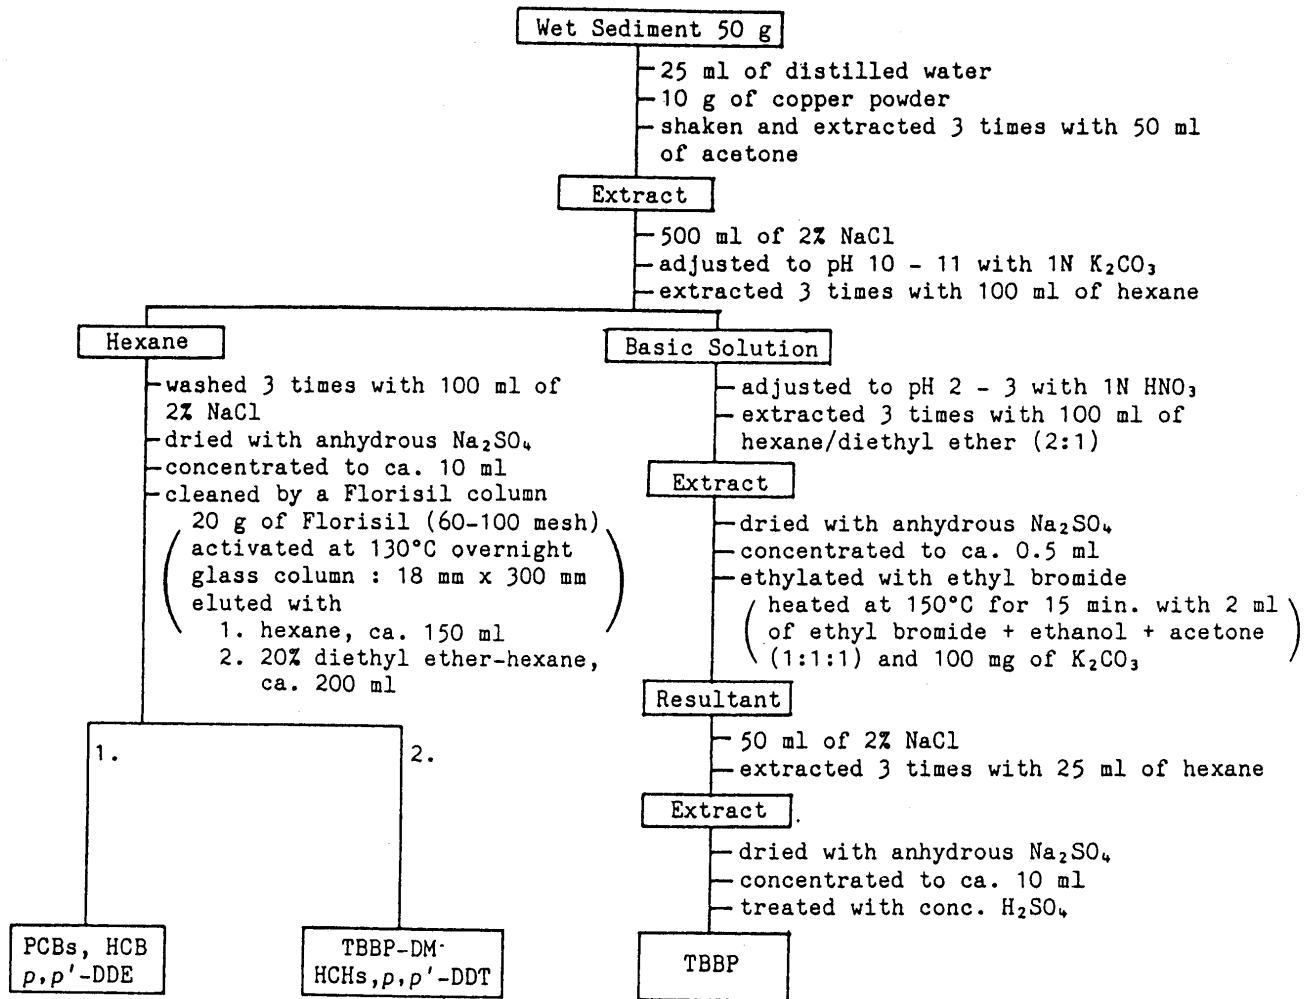 Wet Sediment 50 g
25 ml of distilled water
10 g of copper powder
shaken and extracted 3 times with 50 ml
of acetone
Extract
500 ml of 2% NaCl
adjusted to pH 10 - 11 with 1N K₂CO₃
extracted 3 times with 100 ml of hexane
Hexane
washed 3 times with 100 ml of
2% NaCl
dried with anhydrous Na₂SO₄
concentrated to ca. 10 ml
cleaned by a Florisil column
20 g of Florisil (60-100 mesh)
activated at 130°C overnight
glass column : 18 mm x 300 mm
eluted with
1. hexane, ca. 150 ml
2. 20% diethyl ether-hexane,
ca. 200 ml
1.
2.
PCBs, HCB
p,p'-DDE
TBBP-DM
HCHs,p,p'-DDT
Basic Solution
adjusted to pH 2 - 3 with 1N HNO₃
extracted 3 times with 100 ml of
hexane/diethyl ether (2:1)
Extract
dried with anhydrous Na₂SO₄
concentrated to ca. 0.5 ml
ethylated with ethyl bromide
heated at 150°C for 15 min. with 2 ml
of ethyl bromide + ethanol + acetone
(1:1:1) and 100 mg of K₂CO₃
Resultant
50 ml of 2% NaCl
extracted 3 times with 25 ml of hexane
Extract
dried with anhydrous Na₂SO₄
concentrated to ca. 10 ml
treated with conc. H₂SO₄
TBBP